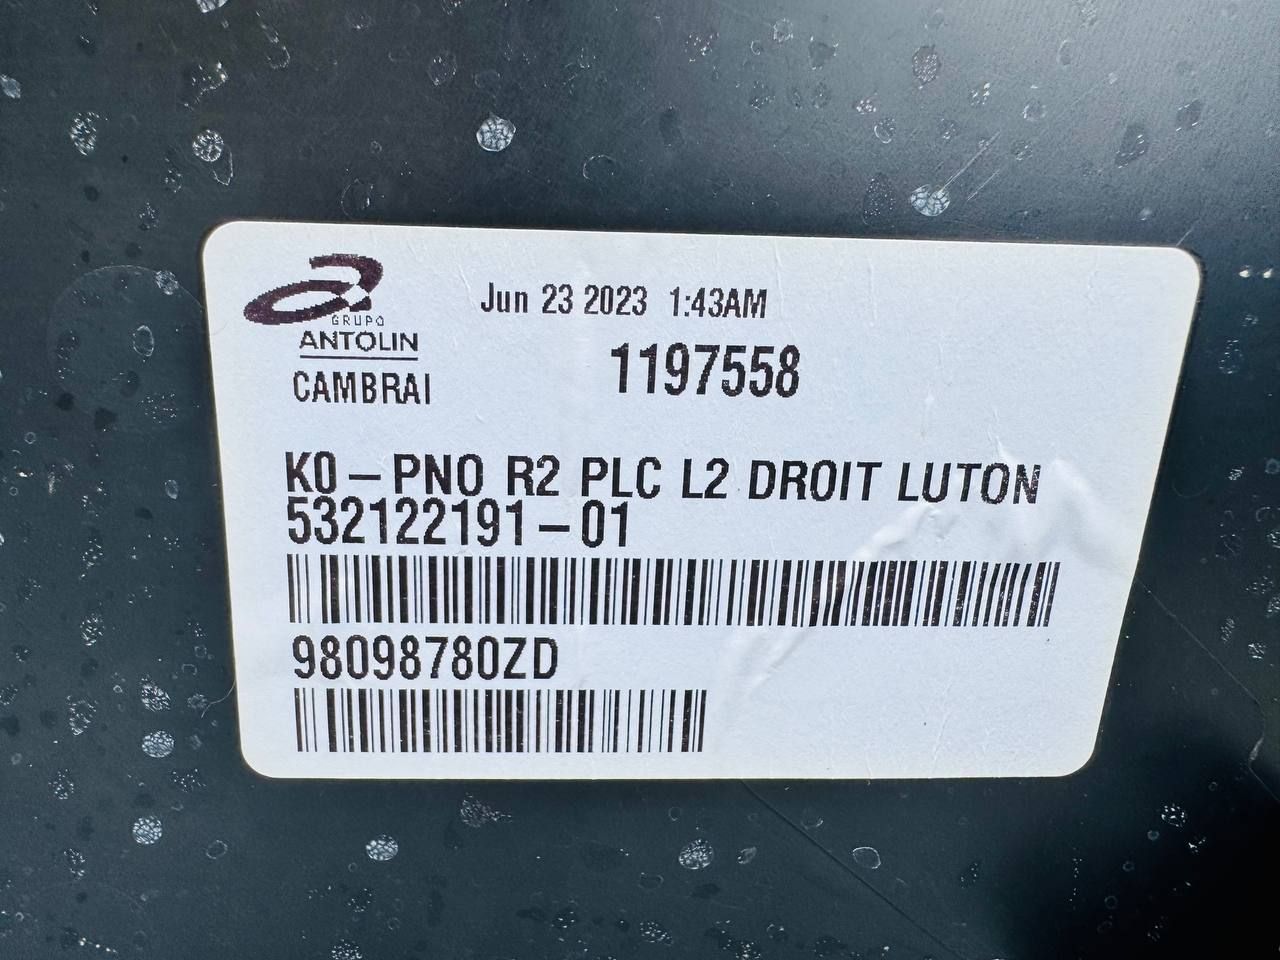 Jun 23 2023 1:43AM
GRUPO
ANTOLIN
CAMBRAI
1197558
K0-PNO R2 PLC L2 DROIT LUTON
532122191-01
98098780ZD